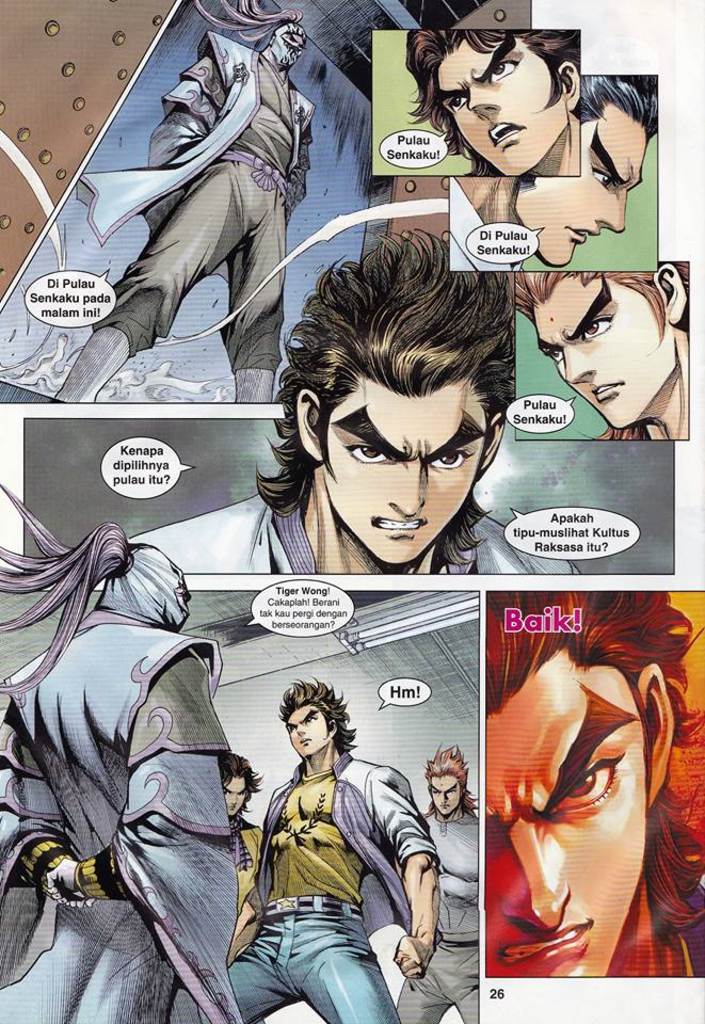 Di Pulau
Senkaku pada
malam ini!
Pulau
Senkaku!
Di Pulau
Senkaku!
Pulau
Senkaku!
Kenapa
dipilihnya
pulau itu?
Apakah
tipu-muslihat Kultus
Raksasa itu?
Tiger Wong!
Cakaplah! Berani
tak kau pergi dengan
berseorangan?
Hm!
Baik!
26